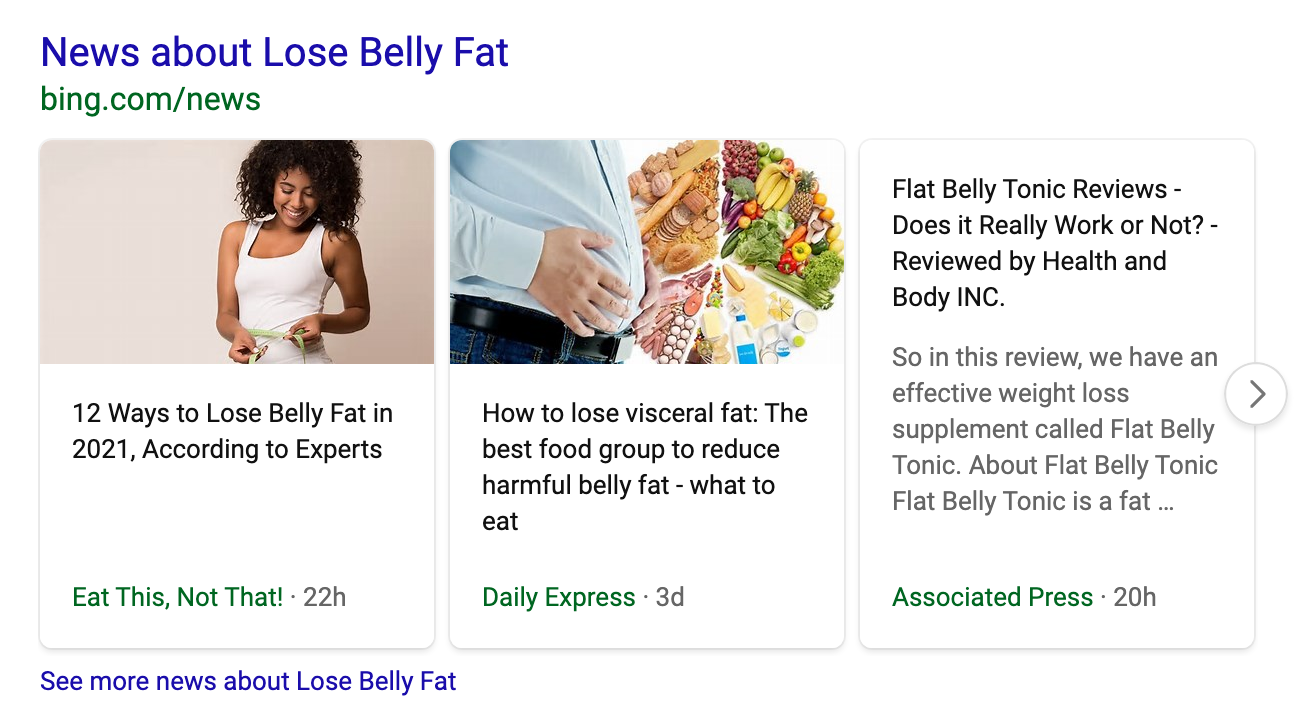 News about Lose Belly Fat
bing.com/news
12 Ways to Lose Belly Fat in
2021, According to Experts
Eat This, Not That! · 22h
How to lose visceral fat: The
best food group to reduce
harmful belly fat - what to
eat
Daily Express · 3d
Flat Belly Tonic Reviews -
Does it Really Work or Not? -
Reviewed by Health and
Body INC.
So in this review, we have an
effective weight loss
supplement called Flat Belly
Tonic. About Flat Belly Tonic
Flat Belly Tonic is a fat ...
Associated Press · 20h
See more news about Lose Belly Fat